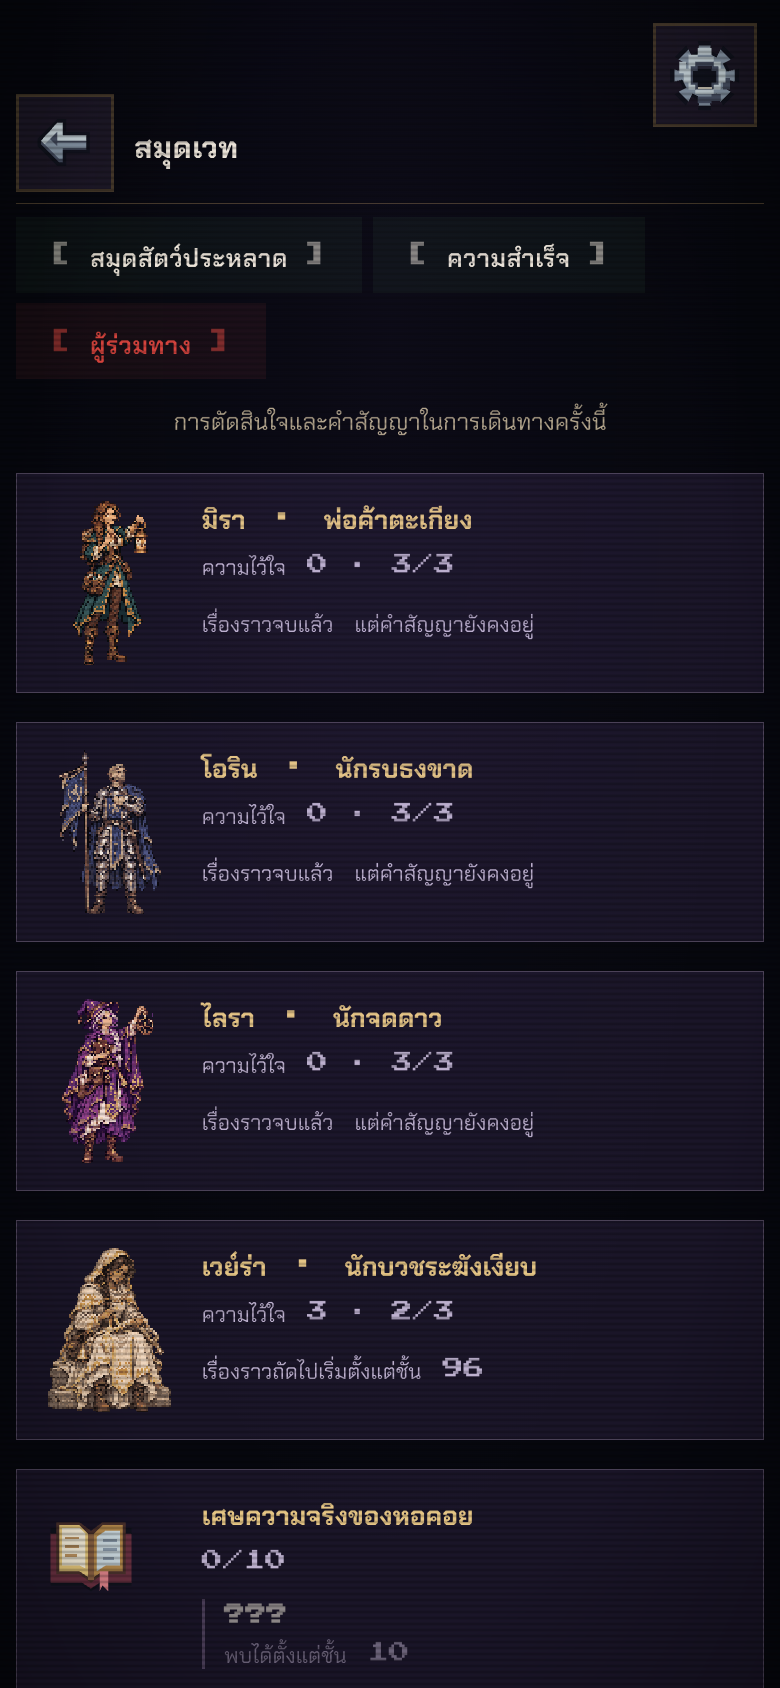 สมุดเวท
[ สมุดสัตว์ประหลาด ] [ ความสำเร็จ ]
[ ผู้ร่วมทาง ]
การตัดสินใจและคำสัญญาในการเดินทางครั้งนี้
มิรา · พ่อค้าตะเกียง
ความไว้ใจ 0 · 3/3
เรื่องราวจบแล้ว แต่คำสัญญายังคงอยู่
โอริน · นักรบธงขาด
ความไว้ใจ 0 · 3/3
เรื่องราวจบแล้ว แต่คำสัญญายังคงอยู่
ไลรา · นักจดดาว
ความไว้ใจ 0 · 3/3
เรื่องราวจบแล้ว แต่คำสัญญายังคงอยู่
เวย์ร่า · นักบวชระฆังเงียบ
ความไว้ใจ 3 · 2/3
เรื่องราวถัดไปเริ่มตั้งแต่ชั้น 96
เศษความจริงของหอคอย
0/10
???
พบได้ตั้งแต่ชั้น 10